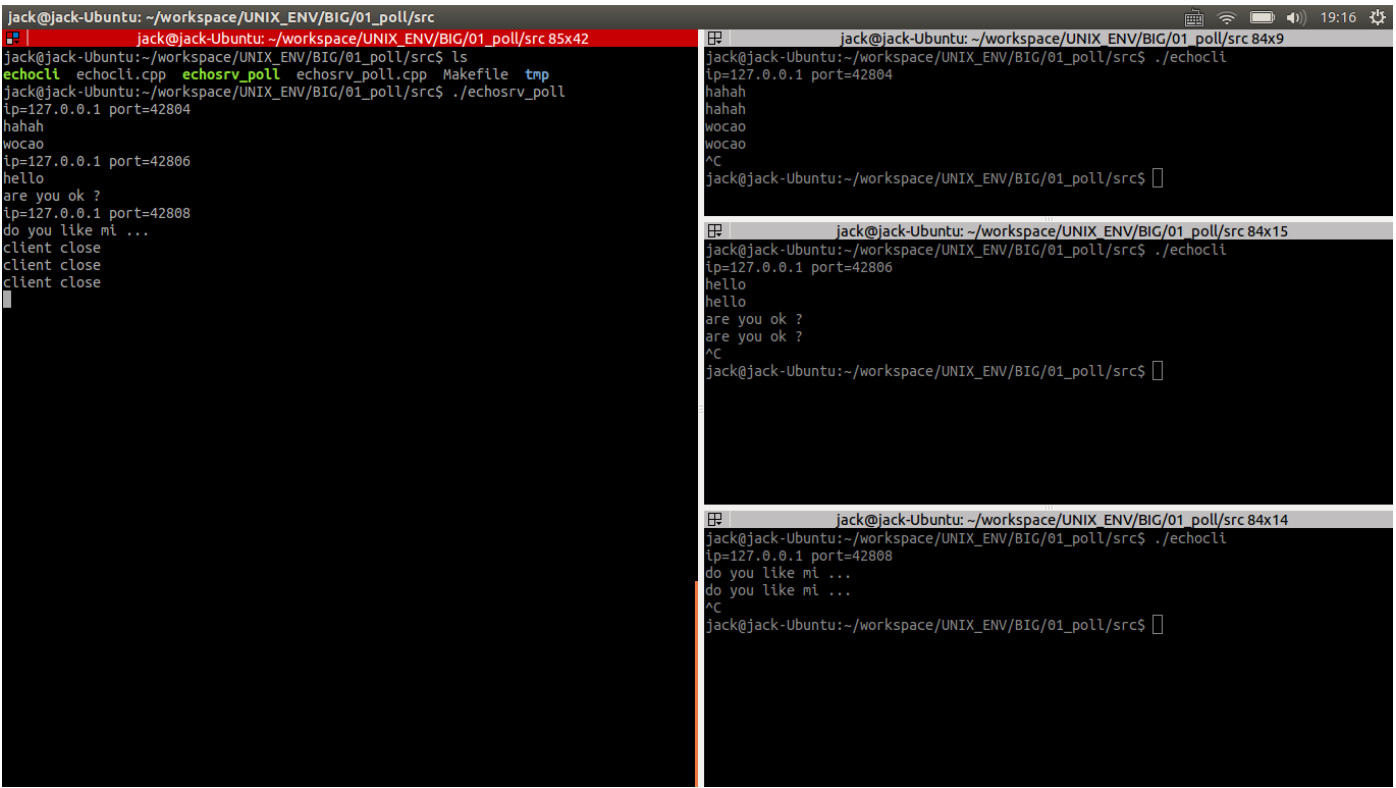 jack@jack-Ubuntu: ~/workspace/UNIX_ENV/BIG/01_poll/src
19:16
jack@jack-Ubuntu: ~/workspace/UNIX_ENV/BIG/01_poll/src 85x42
jack@jack-Ubuntu:~/workspace/UNIX_ENV/BIG/01_poll/src$ ls
echocli echocli.cpp echosrv_poll echosrv_poll.cpp Makefile tmp
jack@jack-Ubuntu:~/workspace/UNIX_ENV/BIG/01_poll/src$ ./echosrv_poll
ip=127.0.0.1 port=42804
hahah
wocao
ip=127.0.0.1 port=42806
hello
are you ok ?
ip=127.0.0.1 port=42808
do you like mi ...
client close
client close
client close
jack@jack-Ubuntu: ~/workspace/UNIX_ENV/BIG/01_poll/src 84x9
jack@jack-Ubuntu:~/workspace/UNIX_ENV/BIG/01_poll/src$ ./echocli
ip=127.0.0.1 port=42804
hahah
hahah
wocao
wocao
^C
jack@jack-Ubuntu:~/workspace/UNIX_ENV/BIG/01_poll/src$
jack@jack-Ubuntu: ~/workspace/UNIX_ENV/BIG/01_poll/src 84x15
jack@jack-Ubuntu:~/workspace/UNIX_ENV/BIG/01_poll/src$ ./echocli
ip=127.0.0.1 port=42806
hello
hello
are you ok ?
are you ok ?
^C
jack@jack-Ubuntu:~/workspace/UNIX_ENV/BIG/01_poll/src$
jack@jack-Ubuntu: ~/workspace/UNIX_ENV/BIG/01_poll/src 84x14
jack@jack-Ubuntu:~/workspace/UNIX_ENV/BIG/01_poll/src$ ./echocli
ip=127.0.0.1 port=42808
do you like mi ...
do you like mi ...
^C
jack@jack-Ubuntu:~/workspace/UNIX_ENV/BIG/01_poll/src$